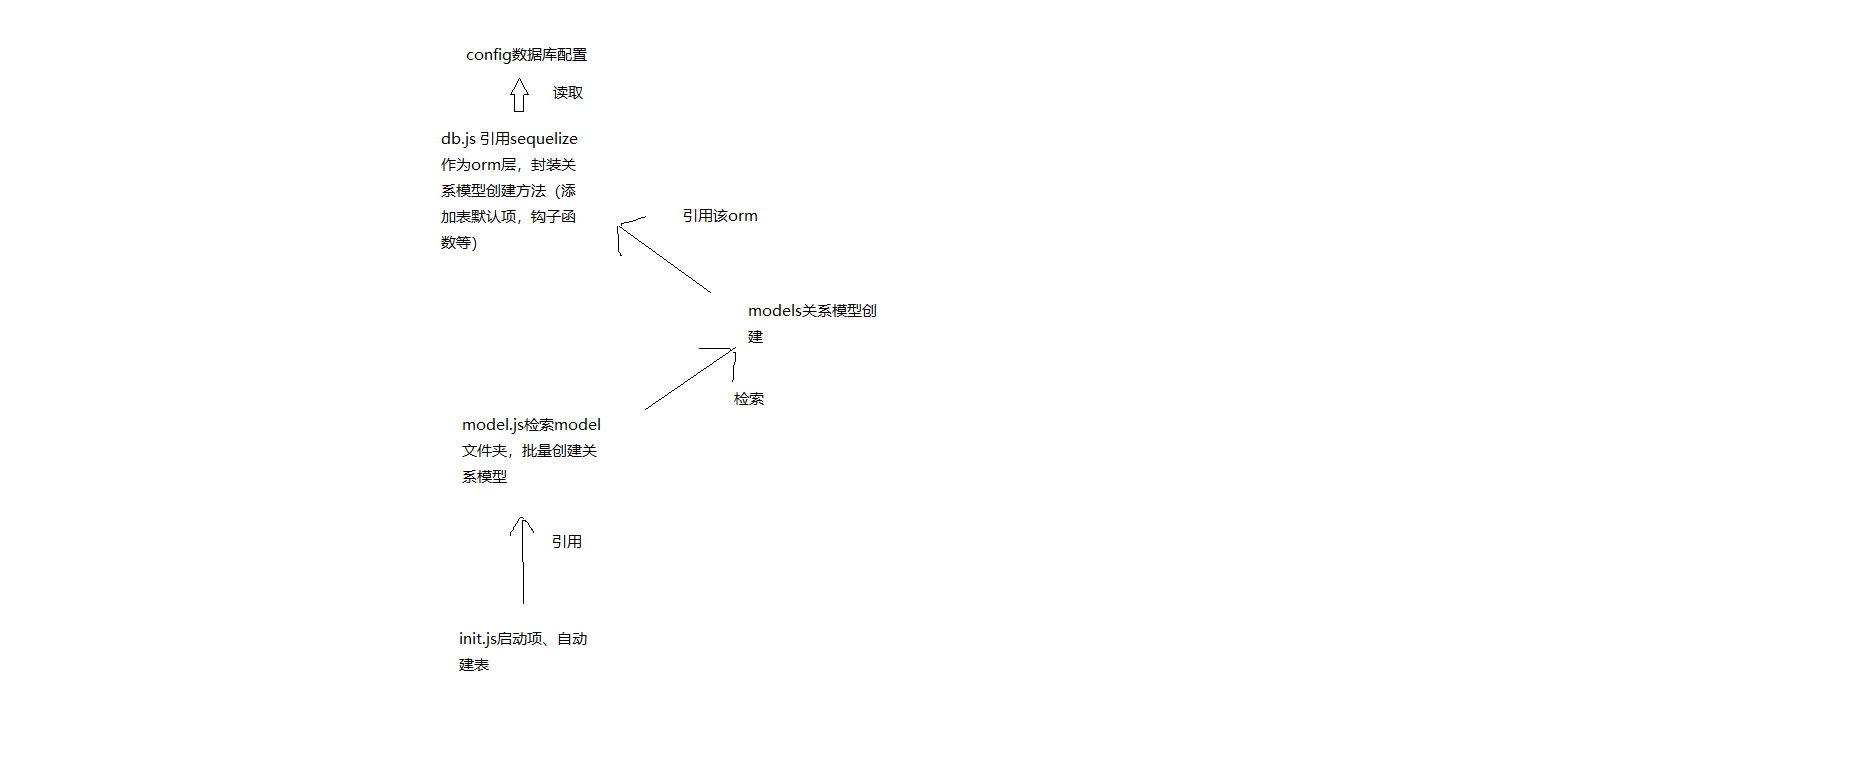 config数据库配置
读取
db.js 引用sequelize
作为orm层，封装关
系模型创建方法（添
加表默认项，钩子函
数等）
引用该orm
models关系模型创
建
检索
model.js检索model
文件夹，批量创建关
系模型
引用
init.js启动项、自动
建表